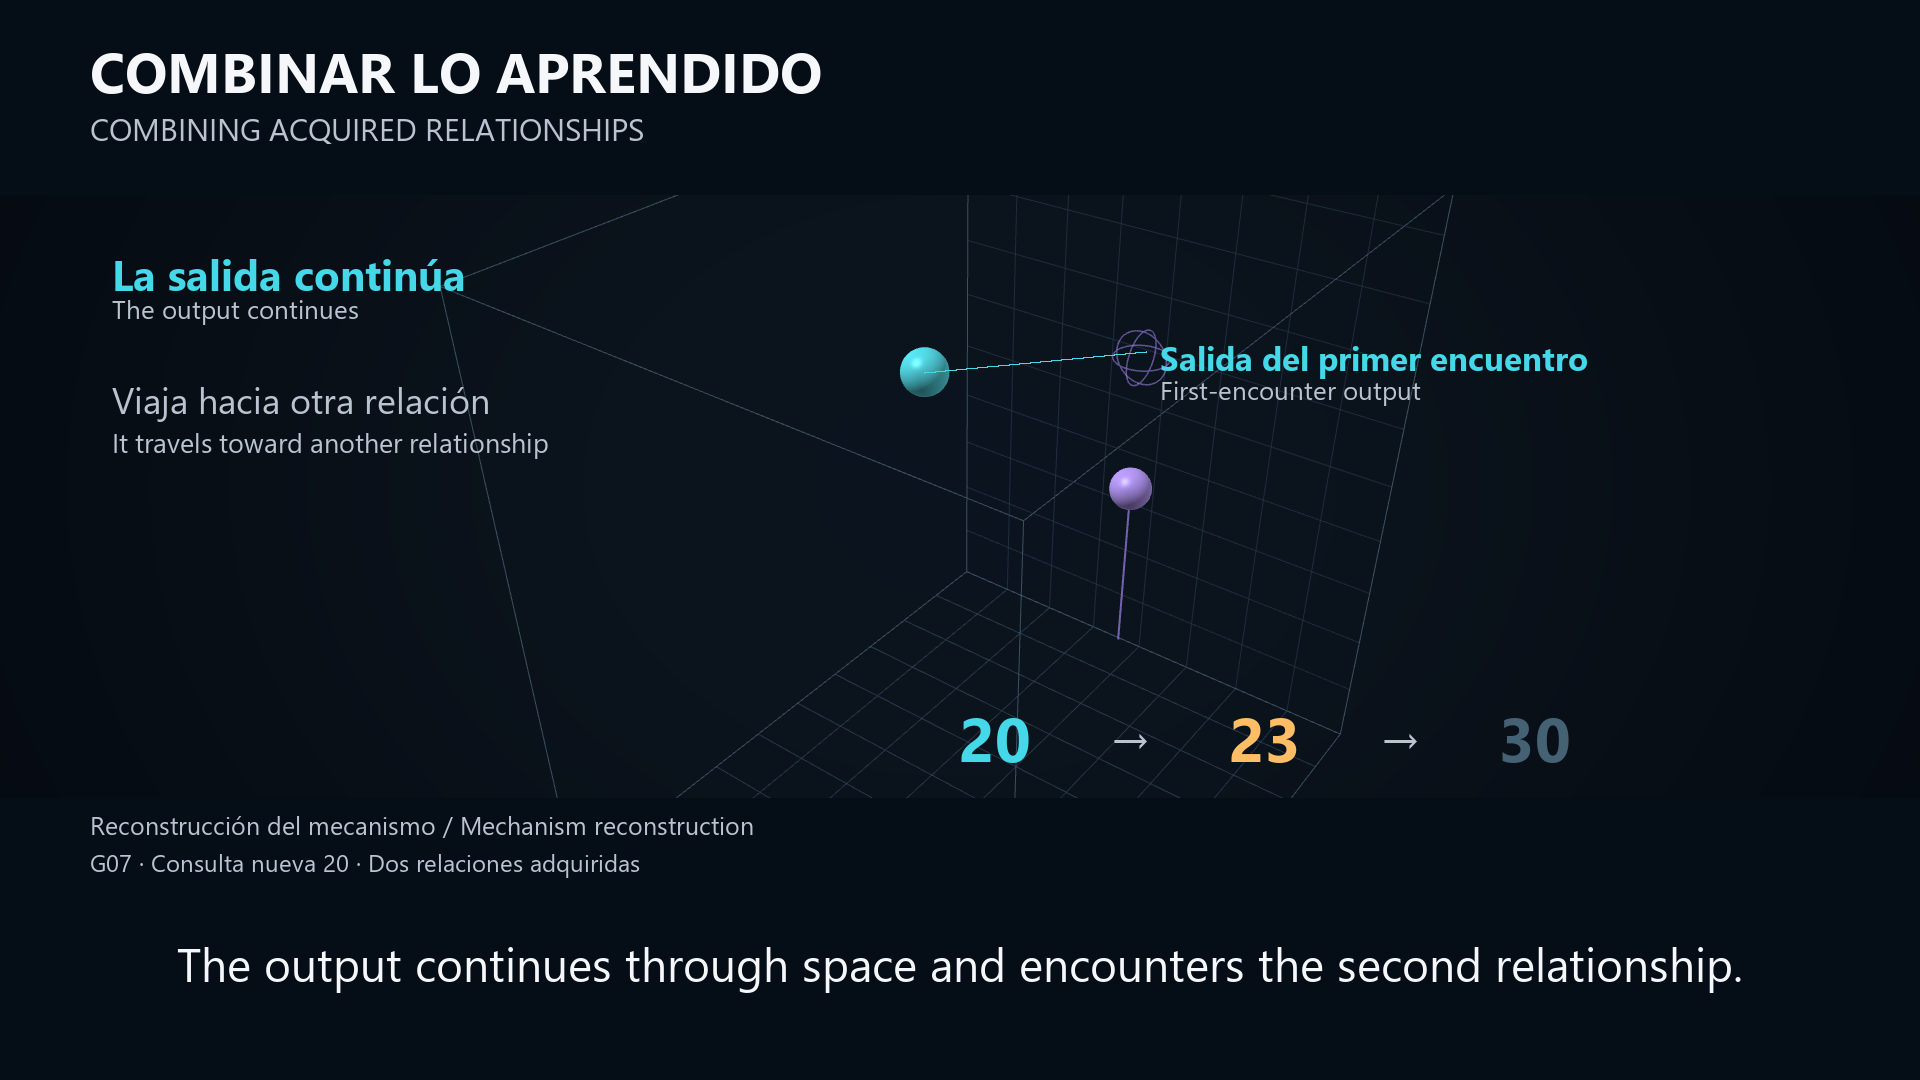 COMBINAR LO APRENDIDO
COMBINING ACQUIRED RELATIONSHIPS
La salida continúa
The output continues
Viaja hacia otra relación
It travels toward another relationship
Salida del primer encuentro
First-encounter output
20 → 23 → 30
Reconstrucción del mecanismo / Mechanism reconstruction
G07 · Consulta nueva 20 · Dos relaciones adquiridas
The output continues through space and encounters the second relationship.